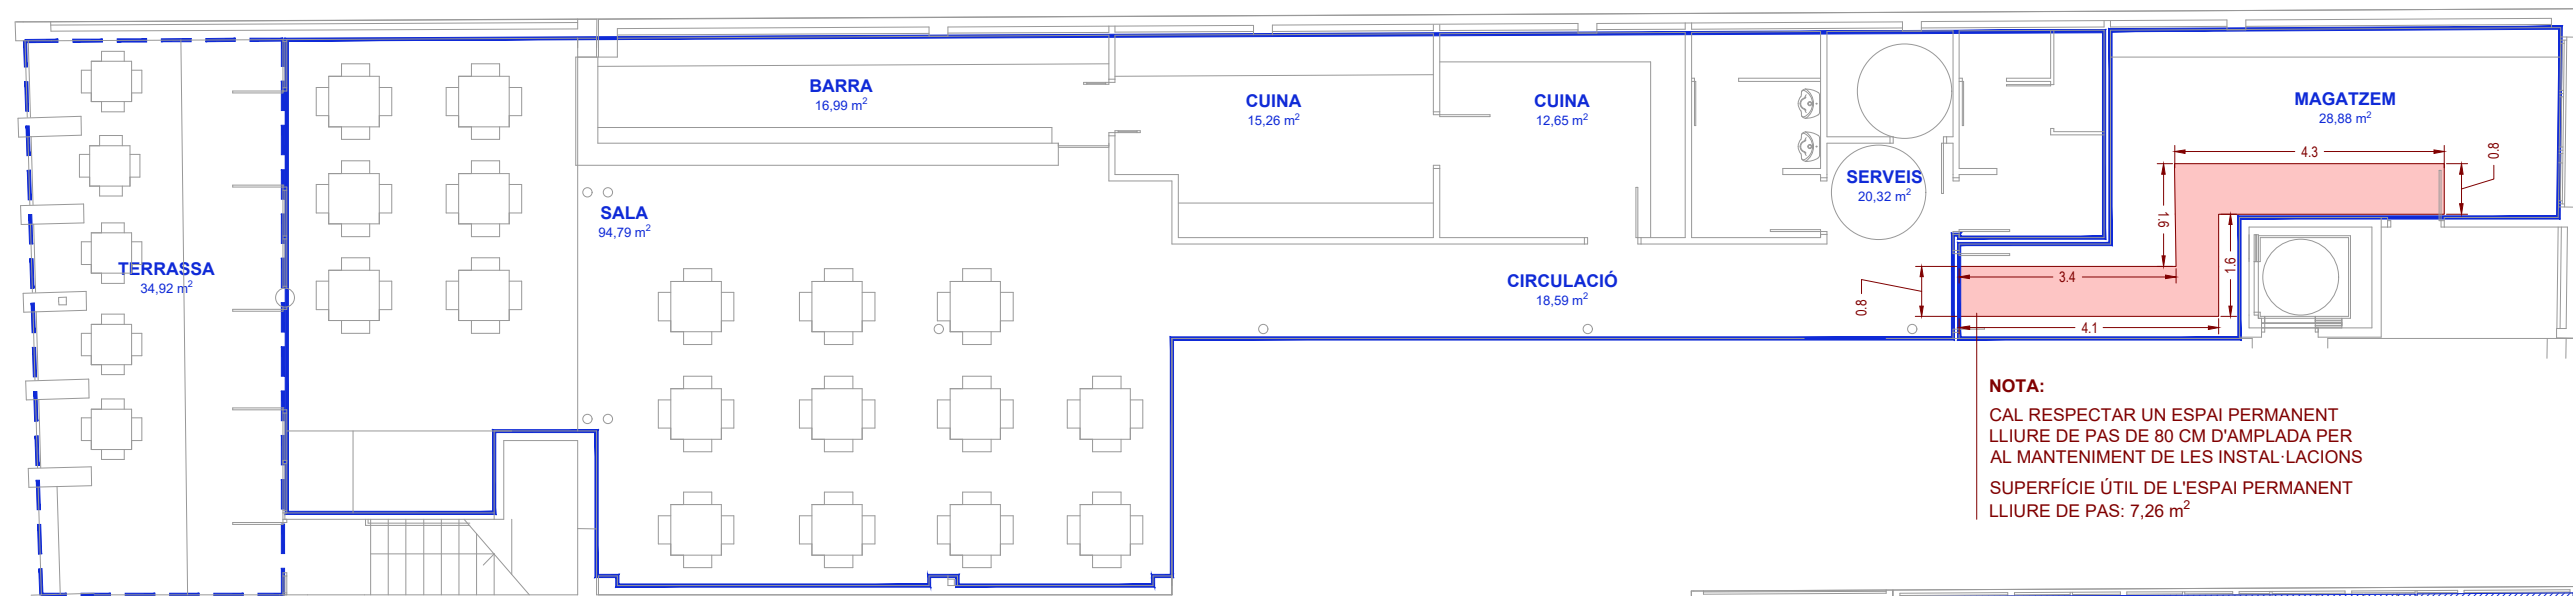 BARRA
16,99 m²
CUINA
15,26 m²
CUINA
12,65 m²
MAGATZEM
28,88 m²
4.3
0.8
SERVEIS
20,32 m²
1.6
SALA
94,79 m²
TERRASSA
34,92 m²
CIRCULACIÓ
18,59 m²
3.4
1.6
0.8
4.1
NOTA:
CAL RESPECTAR UN ESPAI PERMANENT
LLIURE DE PAS DE 80 CM D'AMPLADA PER
AL MANTENIMENT DE LES INSTAL·LACIONS
SUPERFÍCIE ÚTIL DE L'ESPAI PERMANENT
LLIURE DE PAS: 7,26 m²